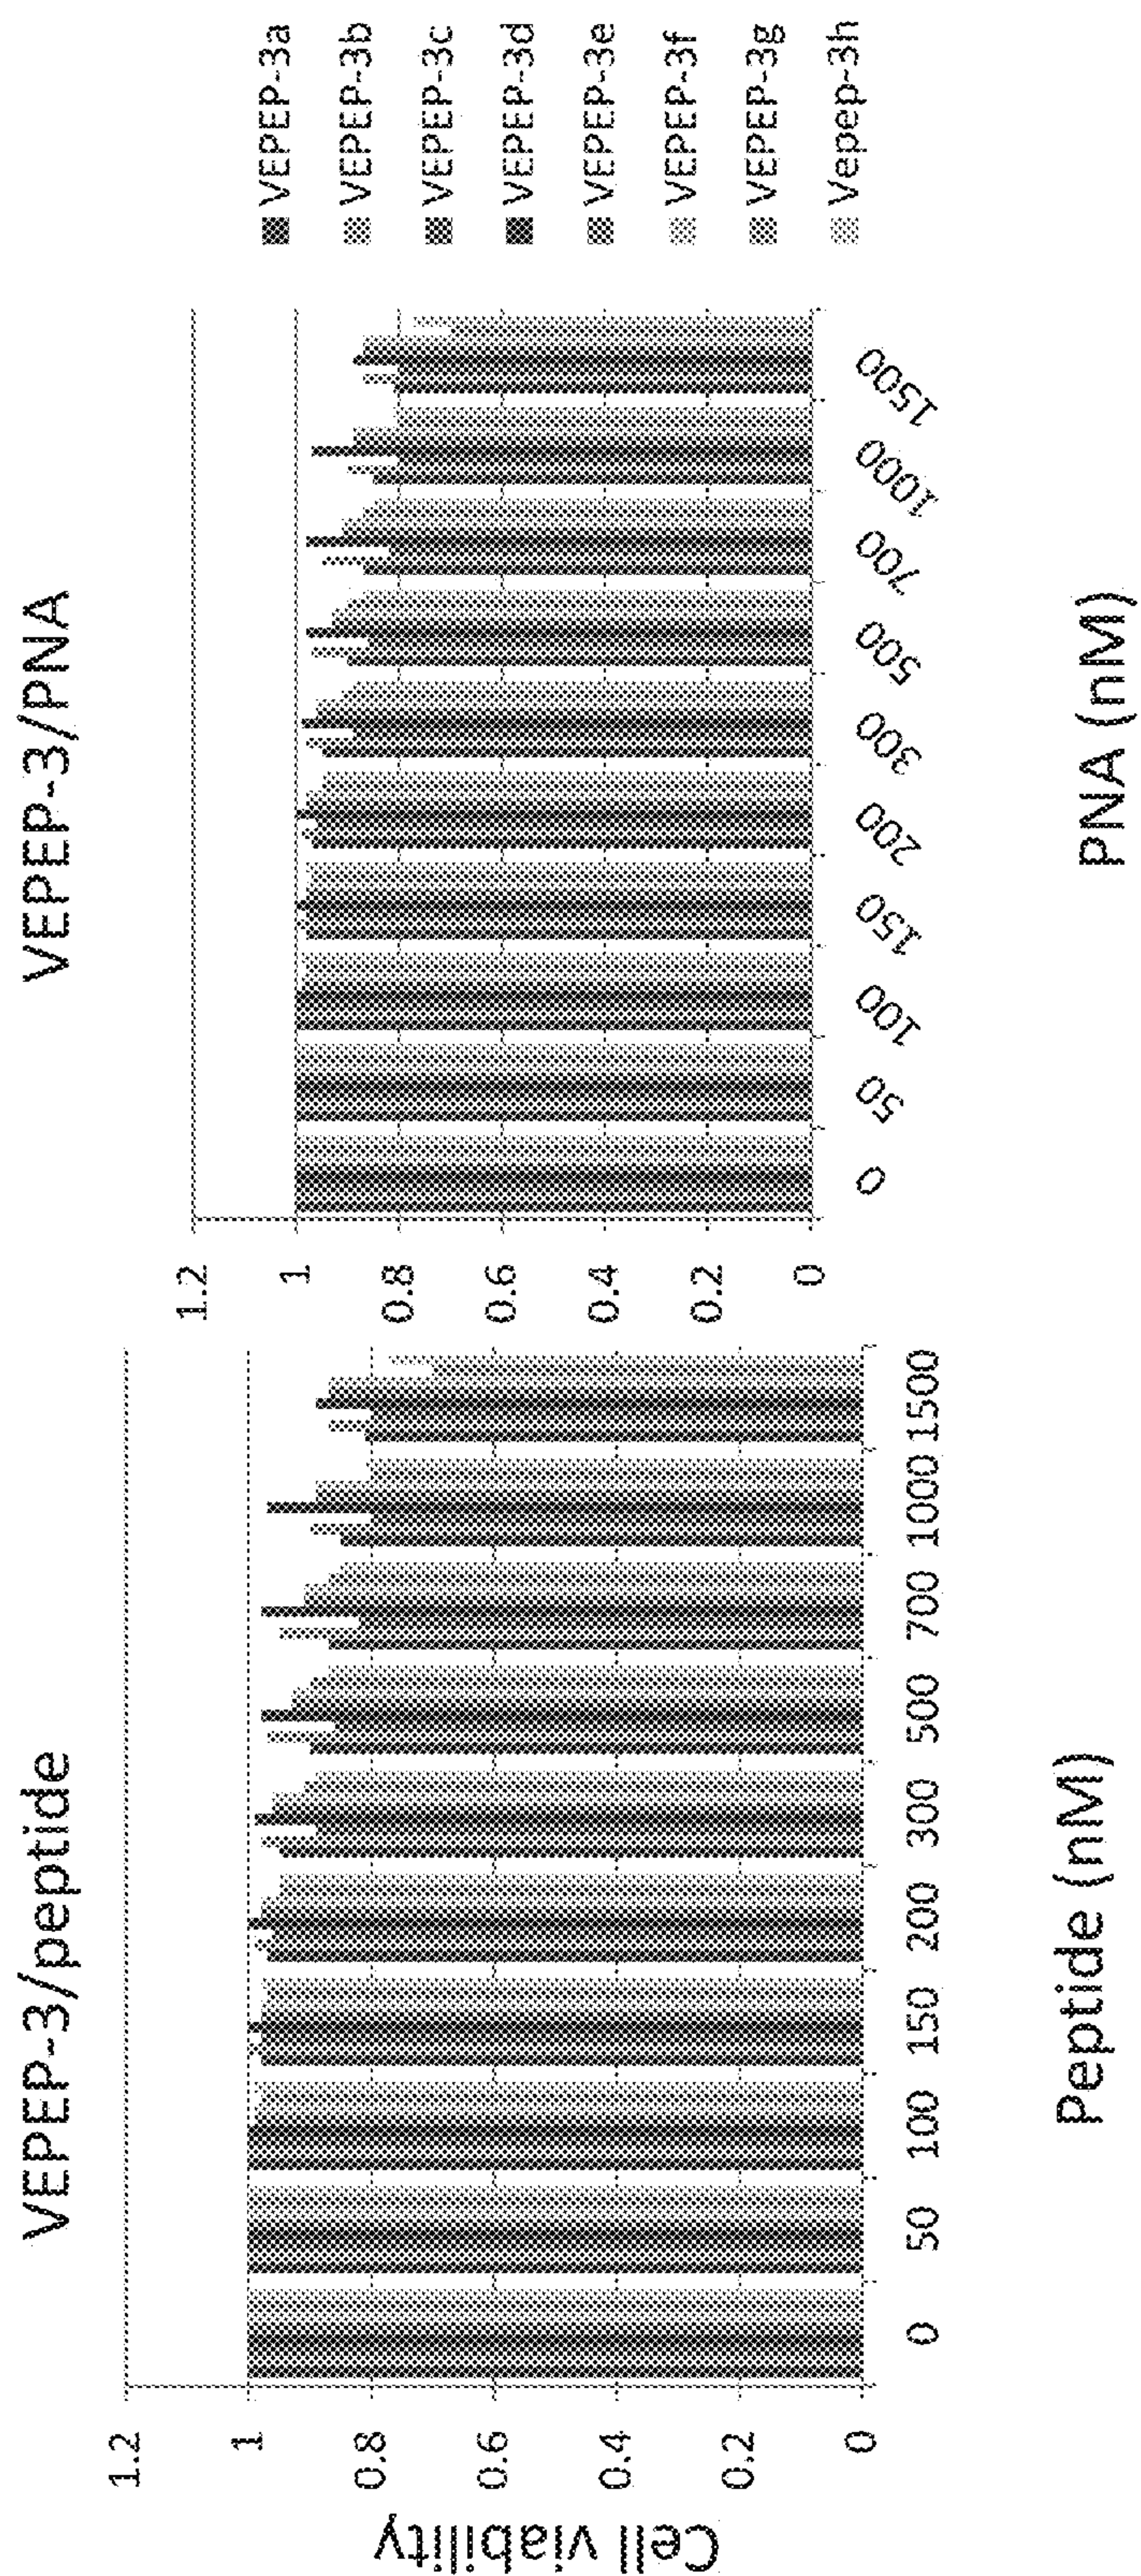 VEPEP-3/peptide
Cell viability
1.2
1
0.8
0.6
0.4
0.2
0
0 50 100 150 200 300 500 700 1000 1500
Peptide (nM)
VEPEP-3/PNA
1.2
1
0.8
0.6
0.4
0.2
0
0 50 100 150 200 300 500 700 1000 1500
PNA (nM)
VEPEP-3a
VEPEP-3b
VEPEP-3c
VEPEP-3d
VEPEP-3e
VEPEP-3f
VEPEP-3g
Vepep-3h